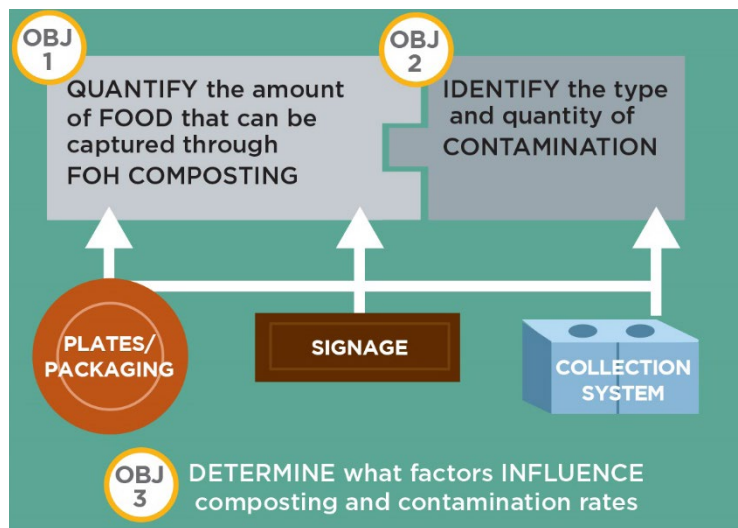 OBJ
1
QUANTIFY the amount
of FOOD that can be
captured through
FOH COMPOSTING
OBJ
2
IDENTIFY the type
and quantity of
CONTAMINATION
PLATES/
PACKAGING
SIGNAGE
COLLECTION
SYSTEM
OBJ
3
DETERMINE what factors INFLUENCE
composting and contamination rates